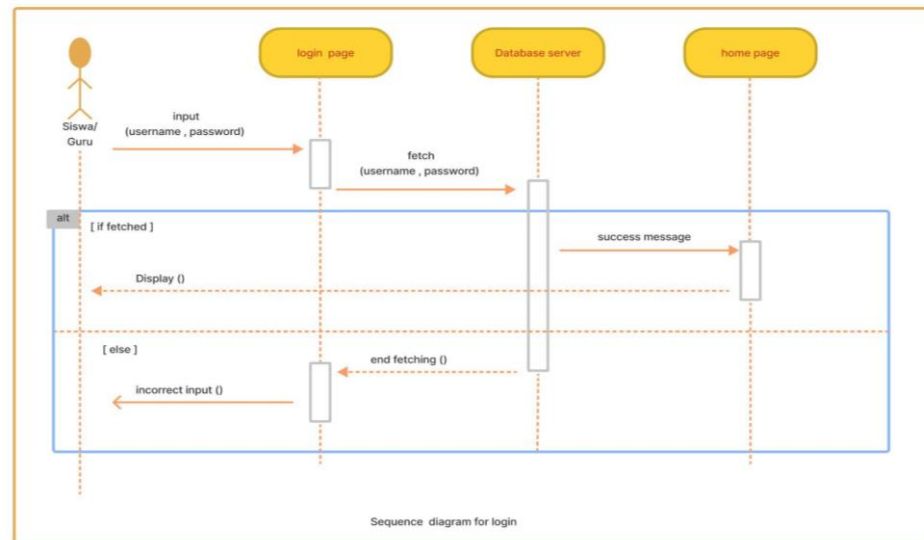 login  page
Database server
home page
Siswa/
Guru
input
(username , password)
fetch
(username , password)
alt
[ if fetched ]
success message
Display ()
[ else ]
end fetching ()
incorrect input ()
Sequence  diagram for login